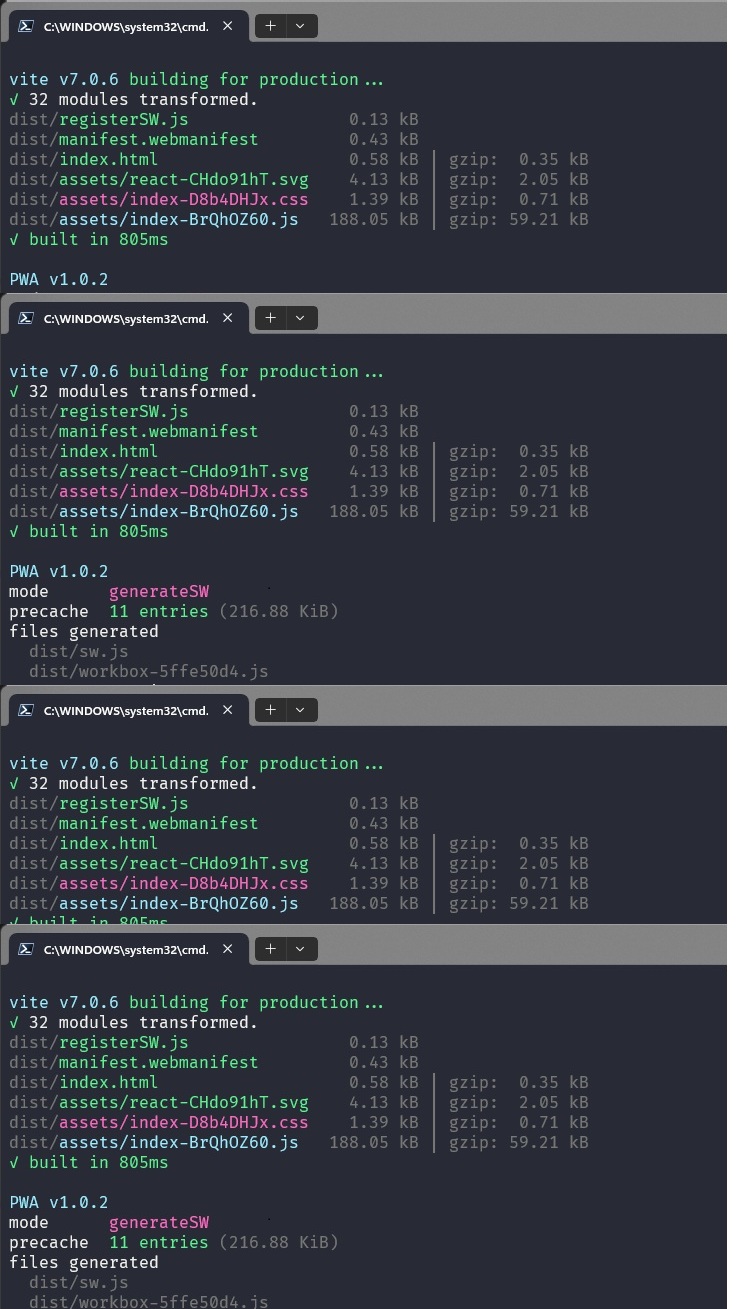 C:\WINDOWS\system32\cmd.
vite v7.0.6 building for production...
√ 32 modules transformed.
dist/registerSW.js 0.13 kB
dist/manifest.webmanifest 0.43 kB
dist/index.html 0.58 kB │ gzip: 0.35 kB
dist/assets/react-CHdo91hT.svg 4.13 kB │ gzip: 2.05 kB
dist/assets/index-D8b4DHJx.css 1.39 kB │ gzip: 0.71 kB
dist/assets/index-BrQhOZ60.js 188.05 kB │ gzip: 59.21 kB
√ built in 805ms
PWA v1.0.2
C:\WINDOWS\system32\cmd.
vite v7.0.6 building for production...
√ 32 modules transformed.
dist/registerSW.js 0.13 kB
dist/manifest.webmanifest 0.43 kB
dist/index.html 0.58 kB │ gzip: 0.35 kB
dist/assets/react-CHdo91hT.svg 4.13 kB │ gzip: 2.05 kB
dist/assets/index-D8b4DHJx.css 1.39 kB │ gzip: 0.71 kB
dist/assets/index-BrQhOZ60.js 188.05 kB │ gzip: 59.21 kB
√ built in 805ms
PWA v1.0.2
mode generateSW
precache 11 entries (216.88 KiB)
files generated
dist/sw.js
dist/workbox-5ffe50d4.js
C:\WINDOWS\system32\cmd.
vite v7.0.6 building for production...
√ 32 modules transformed.
dist/registerSW.js 0.13 kB
dist/manifest.webmanifest 0.43 kB
dist/index.html 0.58 kB │ gzip: 0.35 kB
dist/assets/react-CHdo91hT.svg 4.13 kB │ gzip: 2.05 kB
dist/assets/index-D8b4DHJx.css 1.39 kB │ gzip: 0.71 kB
dist/assets/index-BrQhOZ60.js 188.05 kB │ gzip: 59.21 kB
√ built in 805ms
C:\WINDOWS\system32\cmd.
vite v7.0.6 building for production...
√ 32 modules transformed.
dist/registerSW.js 0.13 kB
dist/manifest.webmanifest 0.43 kB
dist/index.html 0.58 kB │ gzip: 0.35 kB
dist/assets/react-CHdo91hT.svg 4.13 kB │ gzip: 2.05 kB
dist/assets/index-D8b4DHJx.css 1.39 kB │ gzip: 0.71 kB
dist/assets/index-BrQhOZ60.js 188.05 kB │ gzip: 59.21 kB
√ built in 805ms
PWA v1.0.2
mode generateSW
precache 11 entries (216.88 KiB)
files generated
dist/sw.js
dist/workbox-5ffe50d4.js